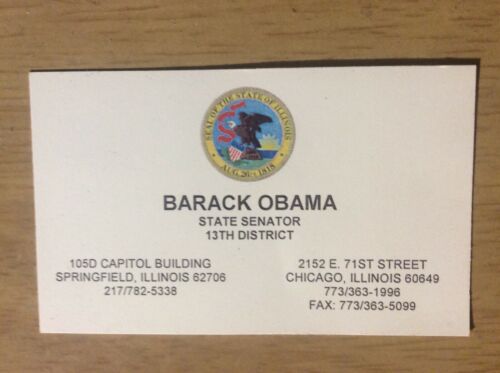 SEAL OF THE STATE OF ILLINOIS
AUG. 26TH 1818
BARACK OBAMA
STATE SENATOR
13TH DISTRICT
105D CAPITOL BUILDING
SPRINGFIELD, ILLINOIS 62706
217/782-5338
2152 E. 71ST STREET
CHICAGO, ILLINOIS 60649
773/363-1996
FAX: 773/363-5099